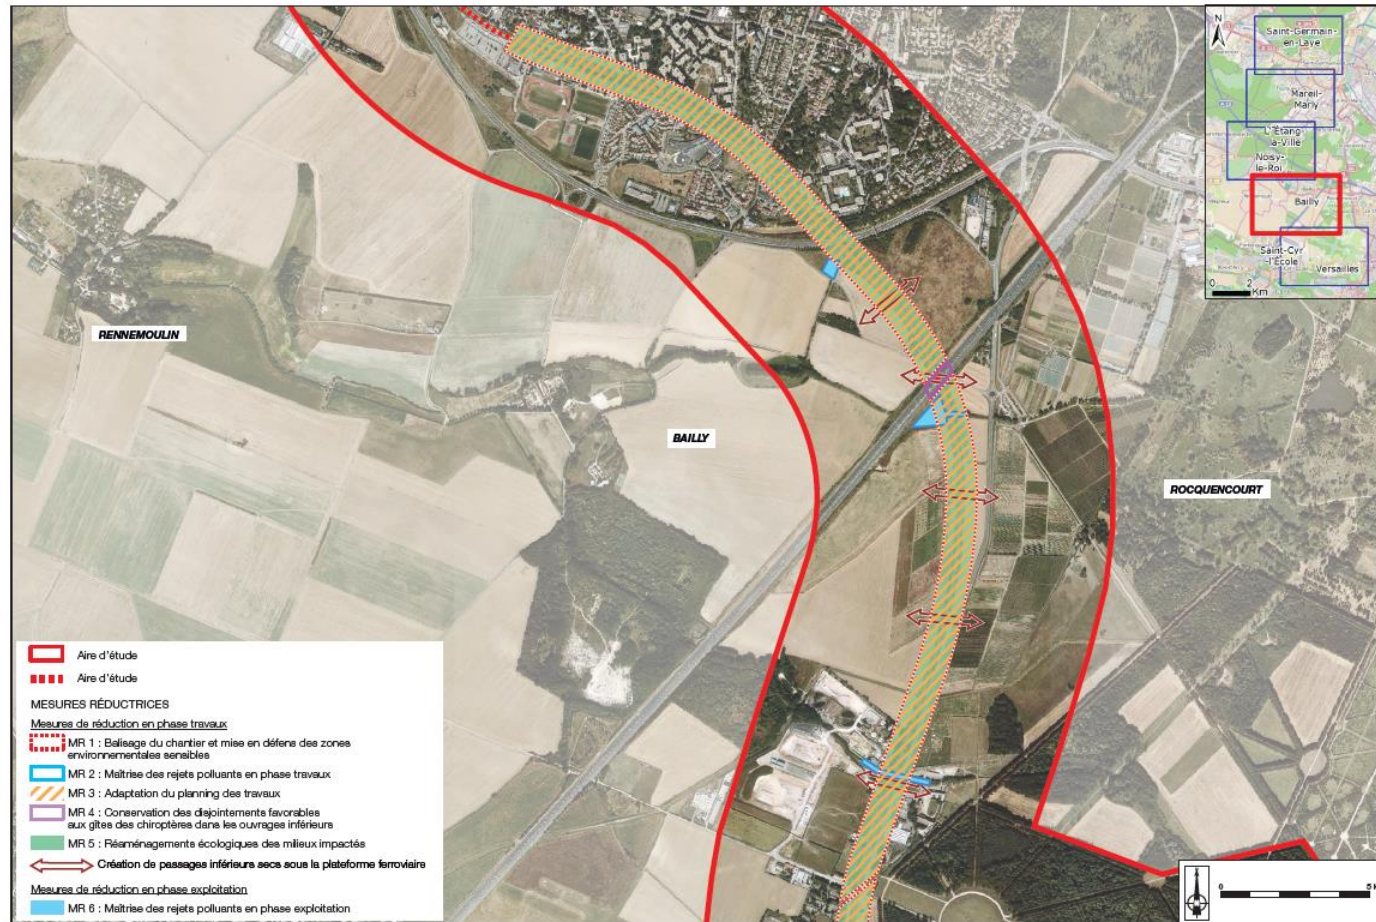 N
Saint-Germain-
en-Laye
Mareil-
Marly
L'Étang
la-Ville
Noisy-
le-Roi
Bailly
Saint-Cyr
-l'École
Versailles
0 2
Km
RENNEMOULIN
BAILLY
ROCQUENCOURT
Aire d'étude
Aire d'étude
MESURES RÉDUCTRICES
Mesures de réduction en phase travaux
MR 1 : Balisage du chantier et mise en défens des zones
environnementales sensibles
MR 2 : Maîtrise des rejets polluants en phase travaux
MR 3 : Adaptation du planning des travaux
MR 4 : Conservation des disjointements favorables
aux gîtes des chiroptères dans les ouvrages inférieurs
MR 5 : Réaménagements écologiques des milieux impactés
Création de passages inférieurs secs sous la plateforme ferroviaire
Mesures de réduction en phase exploitation
MR 6 : Maîtrise des rejets polluants en phase exploitation
0 5